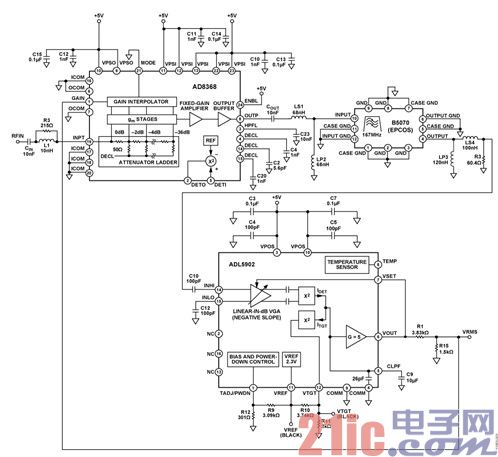 +5V
+5V
+5V
C15
0.1µF
C12
1nF
C11
1nF
C14
0.1µF
C10
1nF
C13
0.1µF
VPSO
VPSO
MODE
VPSI
VPSI
VPSI
VPSI
ICOM
OCOM
OCOM
GAIN
AD8368
GAIN INTERPOLATOR
gm STAGES
FIXED-GAIN
AMPLIFIER
OUTPUT
BUFFER
0dB
–2dB
–4dB
–36dB
50Ω
DECL
ATTENUATOR LADDER
REF
X²
ENBL
OUTP
HPFL
DECL
DECL
DECL
DETO
DETI
INPT
ICOM
ICOM
ICOM
RFIN
CIN
10nF
R3
215Ω
L1
10nH
+5V
COUT
10nF
LS1
68nH
C23
10nF
C4
1nF
C2
5.6pF
C20
1nF
LP2
68nH
CASE GND
GND
INPUT
INPUT
GND
CASE GND
167MHz
B5070
(EPCOS)
CASE GND
GND
OUTPUT
OUTPUT
GND
CASE GND
LS4
100nH
LP3
120nH
R3
60.4Ω
+5V
C3
0.1µF
C4
100pF
C7
0.1µF
C5
100pF
VPOS
VPOS
ADL5902
TEMPERATURE
SENSOR
TEMP
VSET
C10
100pF
C12
100pF
INHI
INLO
LINEAR-IN-dB VGA
(NEGATIVE SLOPE)
X²
X²
IDET
ITGT
G = 5
VOUT
R1
3.83kΩ
VRMS
R15
1.5kΩ
NC
NC
NC
BIAS AND POWER-
DOWN CONTROL
VREF
2.3V
26pF
CLPF
C9
10µF
TADJ/PWDN
VREF
VTGT
COMM
COMM
R12
301Ω
R9
3.09kΩ
R10
VREF
(BLACK)
VTGT
(BLACK)
21ic.com
电子网